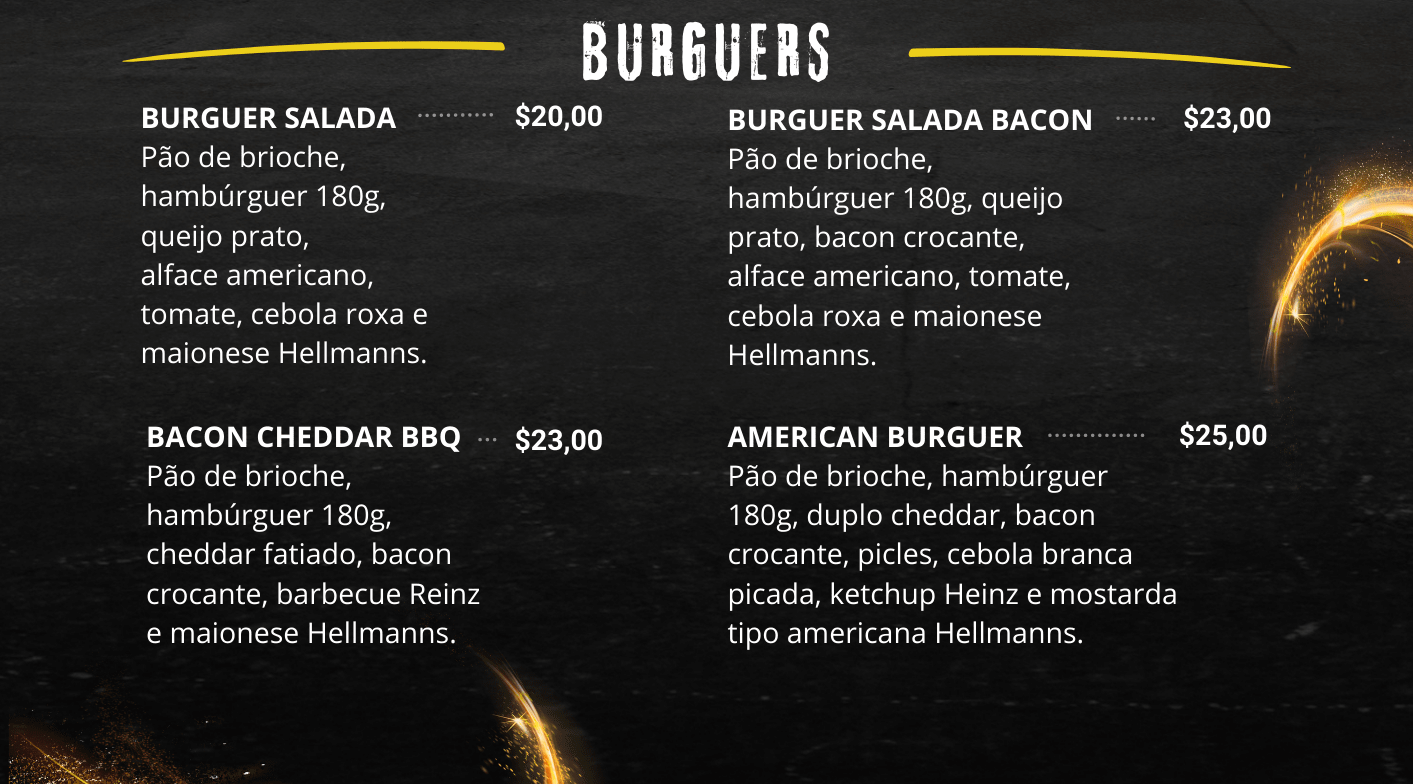 BURGUERS
BURGUER SALADA ........... $20,00
Pão de brioche,
hambúrguer 180g,
queijo prato,
alface americano,
tomate, cebola roxa e
maionese Hellmanns.
BURGUER SALADA BACON ...... $23,00
Pão de brioche,
hambúrguer 180g, queijo
prato, bacon crocante,
alface americano, tomate,
cebola roxa e maionese
Hellmanns.
BACON CHEDDAR BBQ ... $23,00
Pão de brioche,
hambúrguer 180g,
cheddar fatiado, bacon
crocante, barbecue Reinz
e maionese Hellmanns.
AMERICAN BURGUER .............. $25,00
Pão de brioche, hambúrguer
180g, duplo cheddar, bacon
crocante, picles, cebola branca
picada, ketchup Heinz e mostarda
tipo americana Hellmanns.